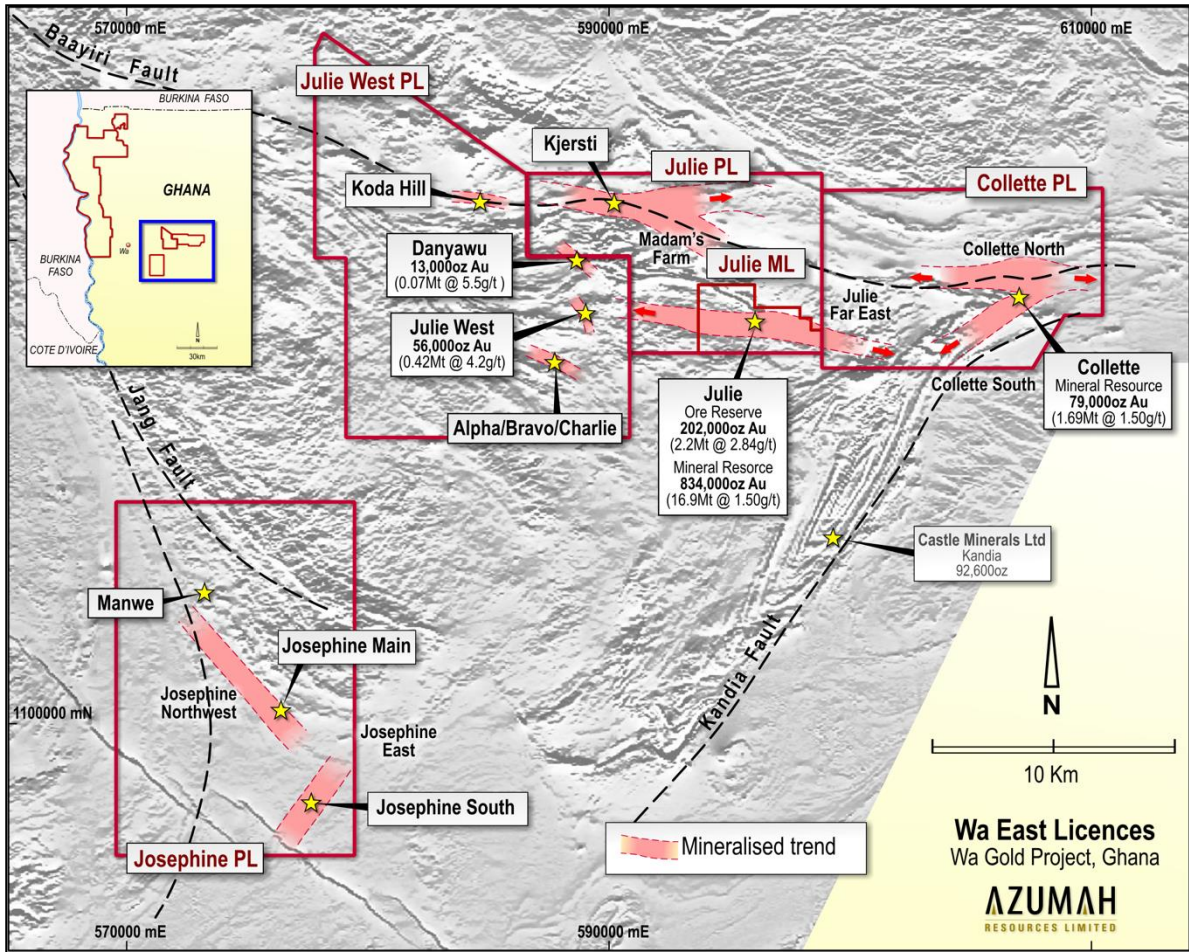 570000 mE
590000 mE
610000 mE
Baayiri Fault
Julie West PL
BURKINA FASO
BURKINA FASO
GHANA
Wa
BURKINA
FASO
COTE D'IVOIRE
N
30km
Kjersti
Julie PL
Collette PL
Koda Hill
Danyawu
13,000oz Au
(0.07Mt @ 5.5g/t )
Madam's
Farm
Julie ML
Collette North
Julie
Far East
Julie West
56,000oz Au
(0.42Mt @ 4.2g/t)
Alpha/Bravo/Charlie
Julie
Ore Reserve
202,000oz Au
(2.2Mt @ 2.84g/t)
Mineral Resorce
834,000oz Au
(16.9Mt @ 1.50g/t)
Collette South
Collette
Mineral Resource
79,000oz Au
(1.69Mt @ 1.50g/t)
Jang Fault
Castle Minerals Ltd
Kandia
92,600oz
Kandia Fault
Manwe
Josephine Main
Josephine
Northwest
1100000 mN
Josephine
East
Josephine South
Josephine PL
N
10 Km
Mineralised trend
Wa East Licences
Wa Gold Project, Ghana
AZUMAH
RESOURCES LIMITED
570000 mE
590000 mE